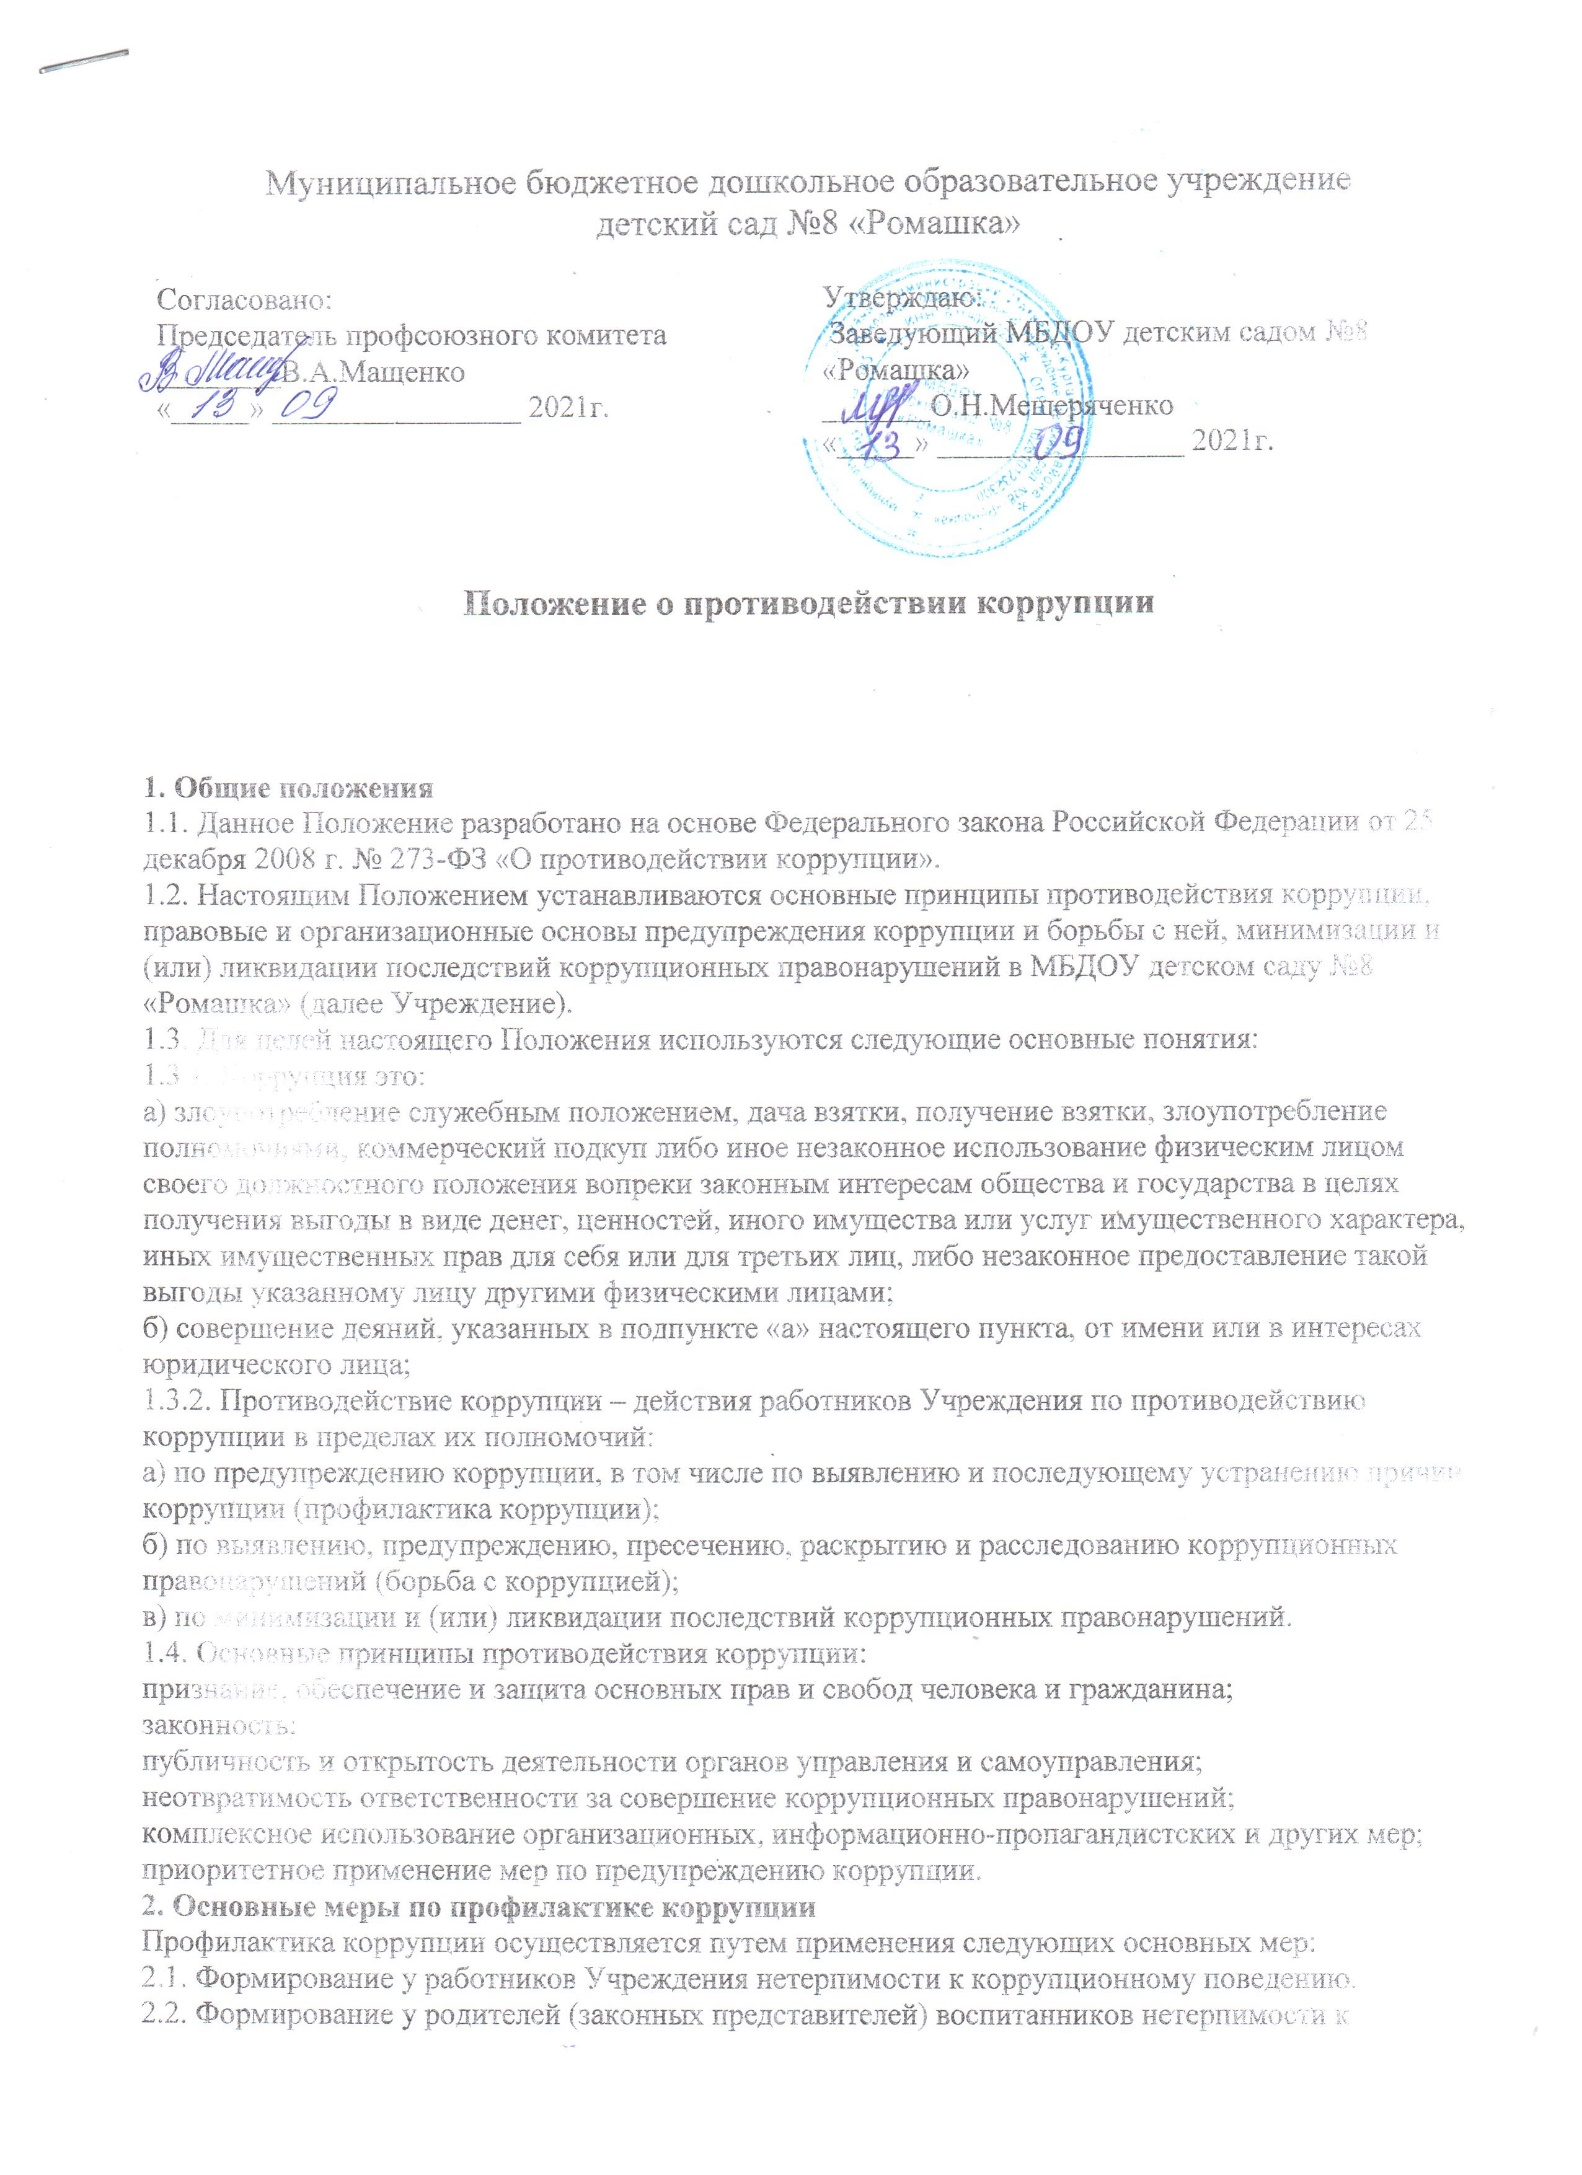 Муниципальное бюджетное дошкольное образовательное учреждение
детский сад №8 «Ромашка»
Согласовано:
Председатель профсоюзного комитета
В.А.Мащенко
«13» 09 2021г.
Утверждаю:
Заведующий МБДОУ детским садом №8
«Ромашка»
О.Н.Мещеряченко
«13» 09 2021г.
Положение о противодействии коррупции
1. Общие положения
1.1. Данное Положение разработано на основе Федерального закона Российской Федерации от 25
декабря 2008 г. № 273-ФЗ «О противодействии коррупции».
1.2. Настоящим Положением устанавливаются основные принципы противодействия коррупции,
правовые и организационные основы предупреждения коррупции и борьбы с ней, минимизации и
(или) ликвидации последствий коррупционных правонарушений в МБДОУ детском саду №8
«Ромашка» (далее Учреждение).
1.3. Для целей настоящего Положения используются следующие основные понятия:
1.3.1. Коррупция это:
а) злоупотребление служебным положением, дача взятки, получение взятки, злоупотребление
полномочиями, коммерческий подкуп либо иное незаконное использование физическим лицом
своего должностного положения вопреки законным интересам общества и государства в целях
получения выгоды в виде денег, ценностей, иного имущества или услуг имущественного характера,
иных имущественных прав для себя или для третьих лиц, либо незаконное предоставление такой
выгоды указанному лицу другими физическими лицами;
б) совершение деяний, указанных в подпункте «а» настоящего пункта, от имени или в интересах
юридического лица;
1.3.2. Противодействие коррупции – действия работников Учреждения по противодействию
коррупции в пределах их полномочий:
а) по предупреждению коррупции, в том числе по выявлению и последующему устранению причин
коррупции (профилактика коррупции);
б) по выявлению, предупреждению, пресечению, раскрытию и расследованию коррупционных
правонарушений (борьба с коррупцией);
в) по минимизации и (или) ликвидации последствий коррупционных правонарушений.
1.4. Основные принципы противодействия коррупции:
признание, обеспечение и защита основных прав и свобод человека и гражданина;
законность;
публичность и открытость деятельности органов управления и самоуправления;
неотвратимость ответственности за совершение коррупционных правонарушений;
комплексное использование организационных, информационно-пропагандистских и других мер;
приоритетное применение мер по предупреждению коррупции.
2. Основные меры по профилактике коррупции
Профилактика коррупции осуществляется путем применения следующих основных мер:
2.1. Формирование у работников Учреждения нетерпимости к коррупционному поведению.
2.2. Формирование у родителей (законных представителей) воспитанников нетерпимости к